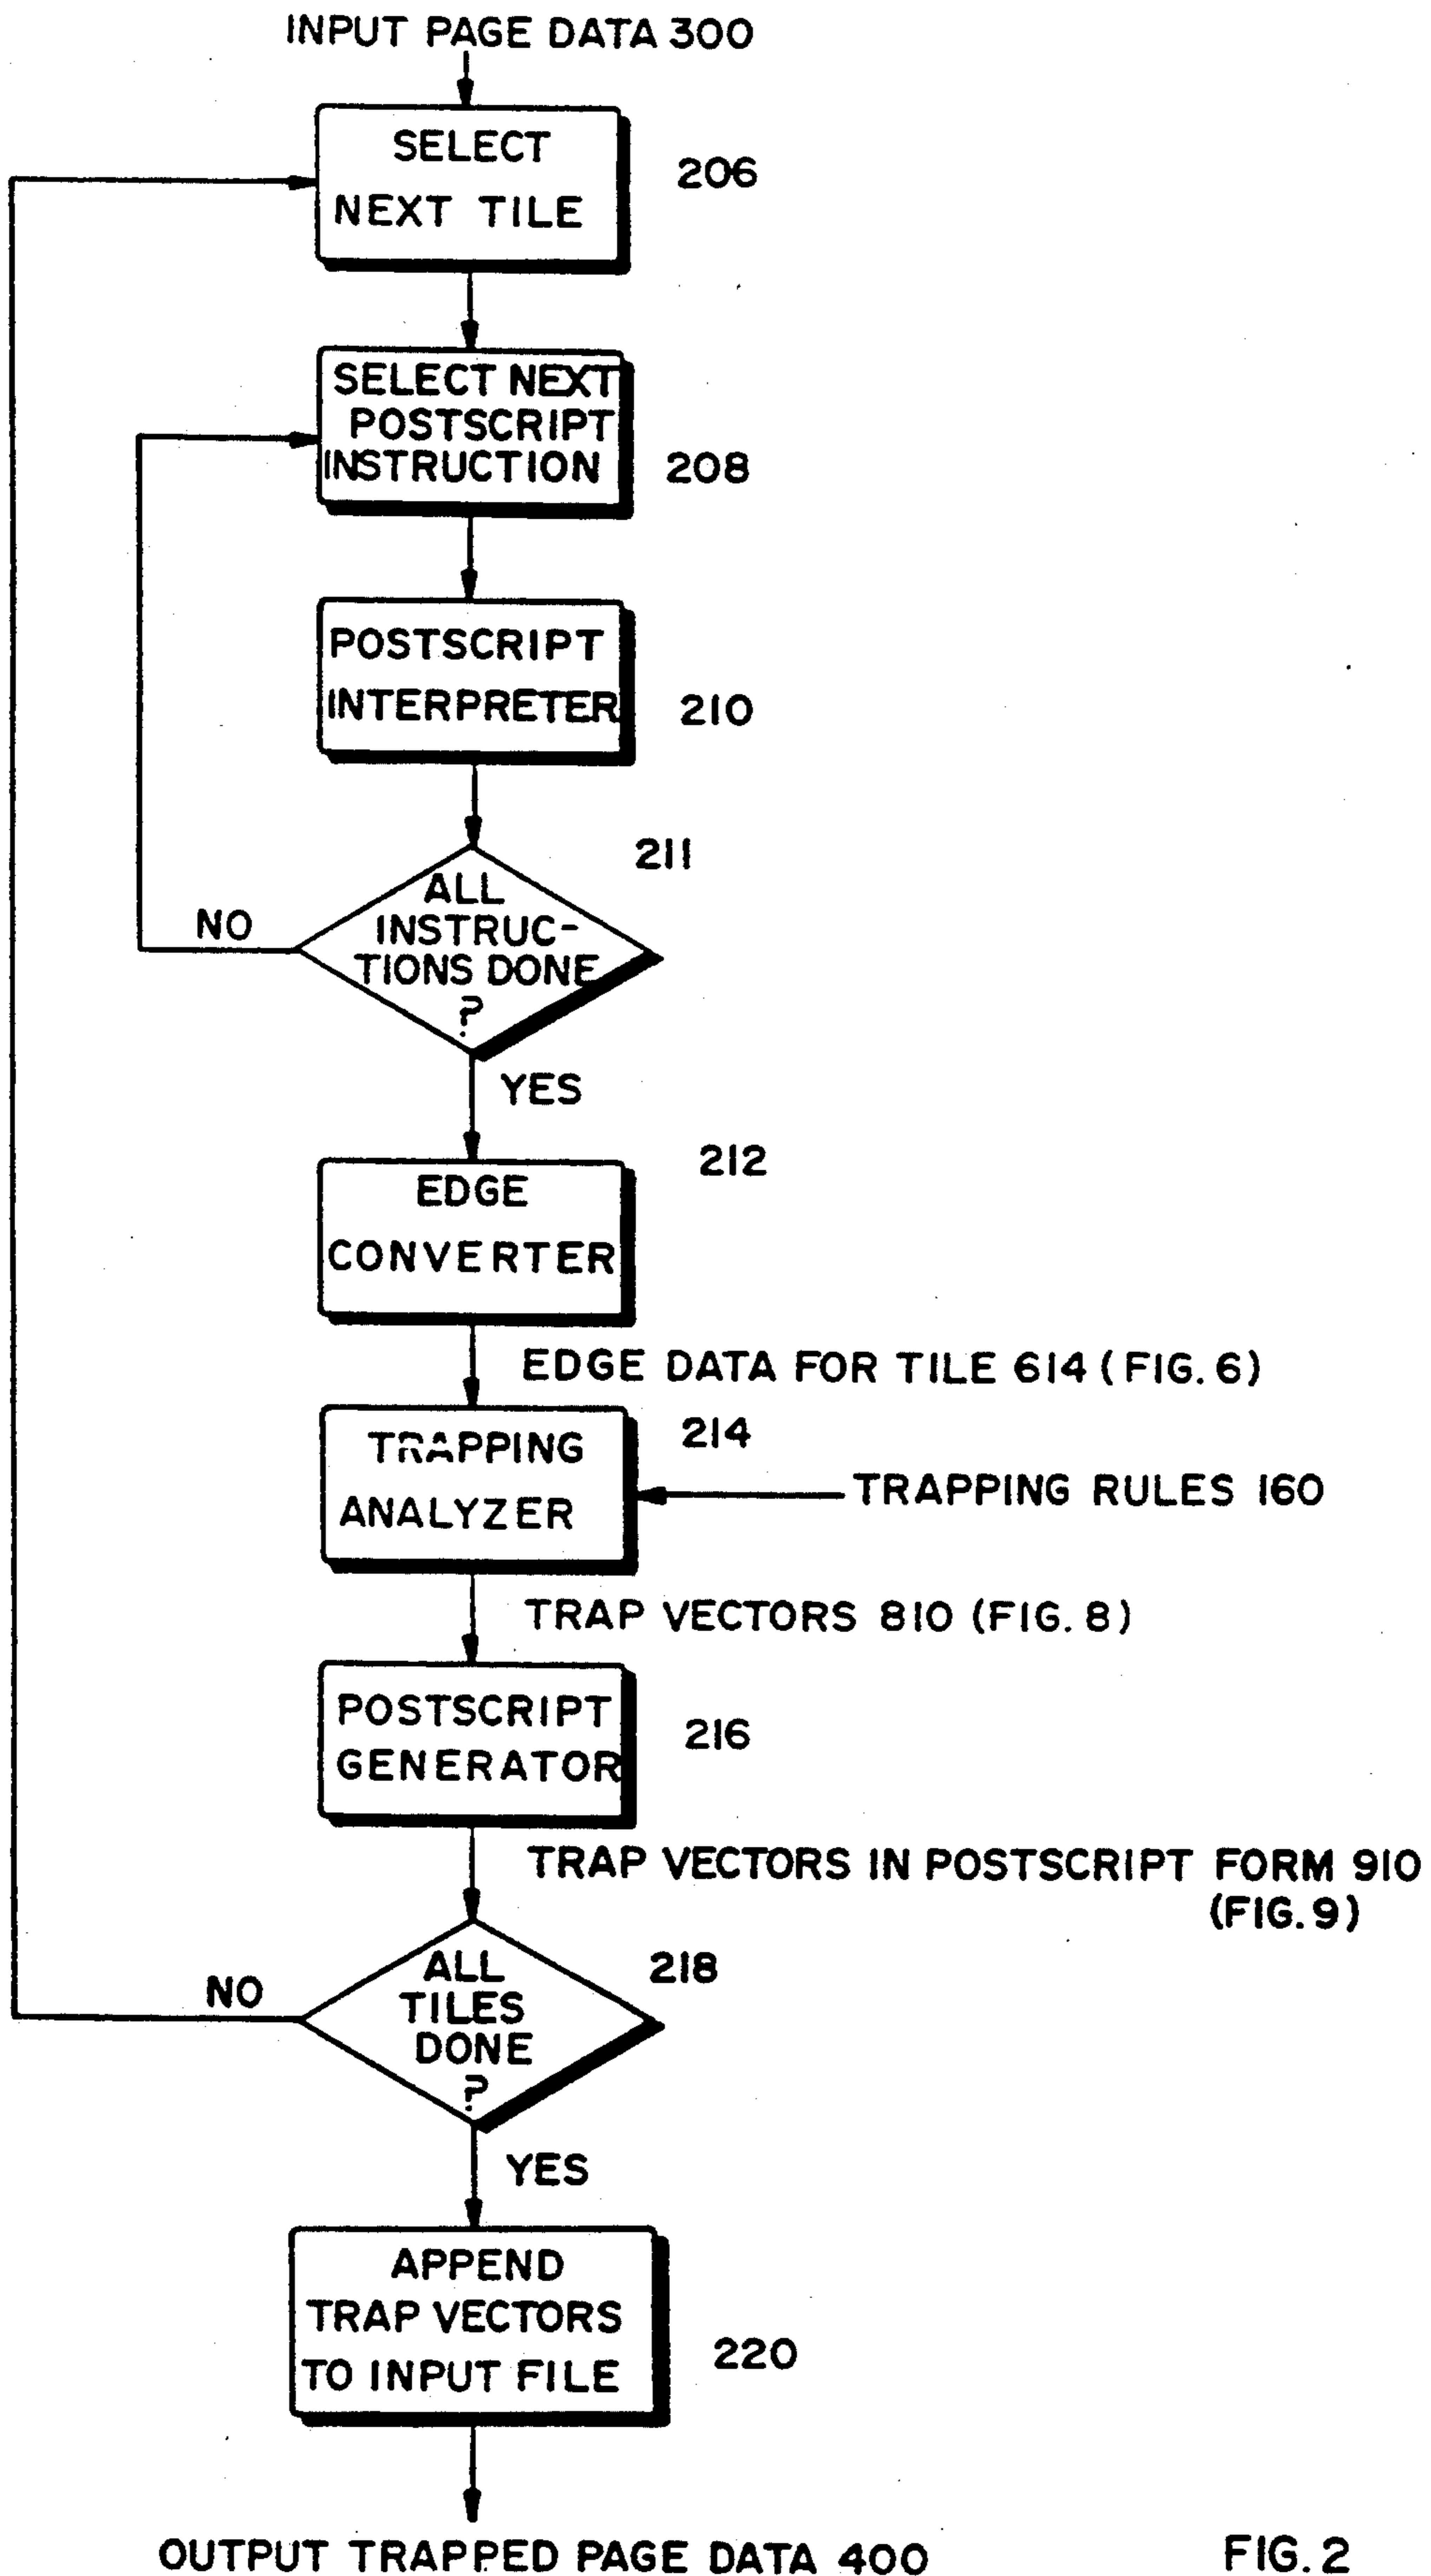 INPUT PAGE DATA 300
SELECT
NEXT TILE
206
SELECT NEXT
POSTSCRIPT
INSTRUCTION
208
POSTSCRIPT
INTERPRETER
210
211
ALL
INSTRUC-
TIONS DONE
?
NO
YES
212
EDGE
CONVERTER
EDGE DATA FOR TILE 614 (FIG. 6)
TRAPPING
ANALYZER
214
TRAPPING RULES 160
TRAP VECTORS 810 (FIG. 8)
POSTSCRIPT
GENERATOR
216
TRAP VECTORS IN POSTSCRIPT FORM 910
(FIG. 9)
218
ALL
TILES
DONE
?
NO
YES
APPEND
TRAP VECTORS
TO INPUT FILE
220
OUTPUT TRAPPED PAGE DATA 400
FIG. 2